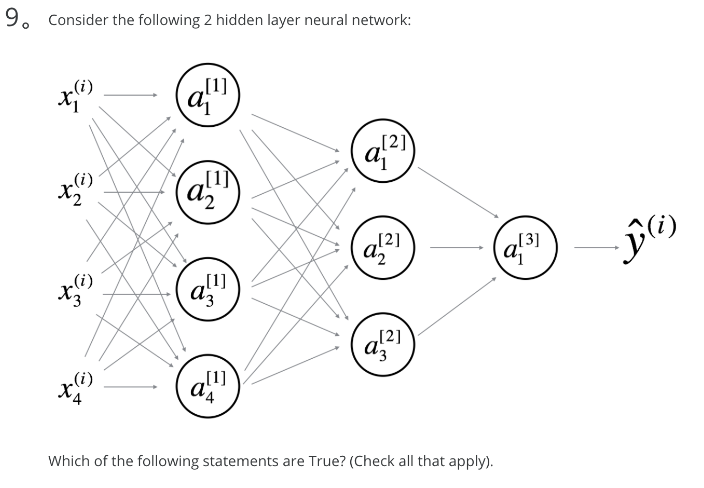 9. Consider the following 2 hidden layer neural network:
x₁⁽ⁱ⁾ a₁^[1]
a₁^[2]
x₂⁽ⁱ⁾ a₂^[1]
a₂^[2] a₁^[3] ŷ⁽ⁱ⁾
x₃⁽ⁱ⁾ a₃^[1]
a₃^[2]
x₄⁽ⁱ⁾ a₄^[1]
Which of the following statements are True? (Check all that apply).